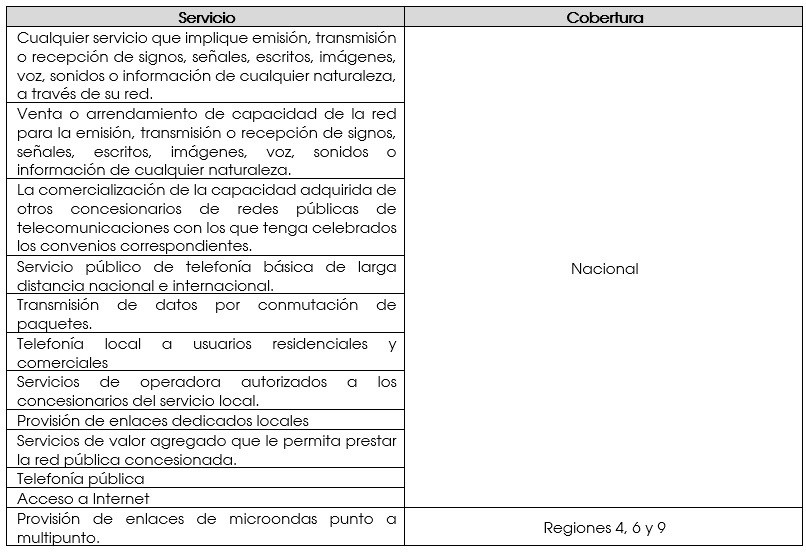 Servicio
Cobertura
Cualquier servicio que implique emisión, transmisión
o recepción de signos, señales, escritos, imágenes,
voz, sonidos o información de cualquier naturaleza,
a través de su red.
Venta o arrendamiento de capacidad de la red
para la emisión, transmisión o recepción de signos,
señales, escritos, imágenes, voz, sonidos o
información de cualquier naturaleza.
La comercialización de la capacidad adquirida de
otros concesionarios de redes públicas de
telecomunicaciones con los que tenga celebrados
los convenios correspondientes.
Servicio público de telefonía básica de larga
distancia nacional e internacional.
Transmisión de datos por conmutación de
paquetes.
Telefonía local a usuarios residenciales y
comerciales
Servicios de operadora autorizados a los
concesionarios del servicio local.
Provisión de enlaces dedicados locales
Servicios de valor agregado que le permita prestar
la red pública concesionada.
Telefonía pública
Acceso a Internet
Nacional
Provisión de enlaces de microondas punto a
multipunto.
Regiones 4, 6 y 9